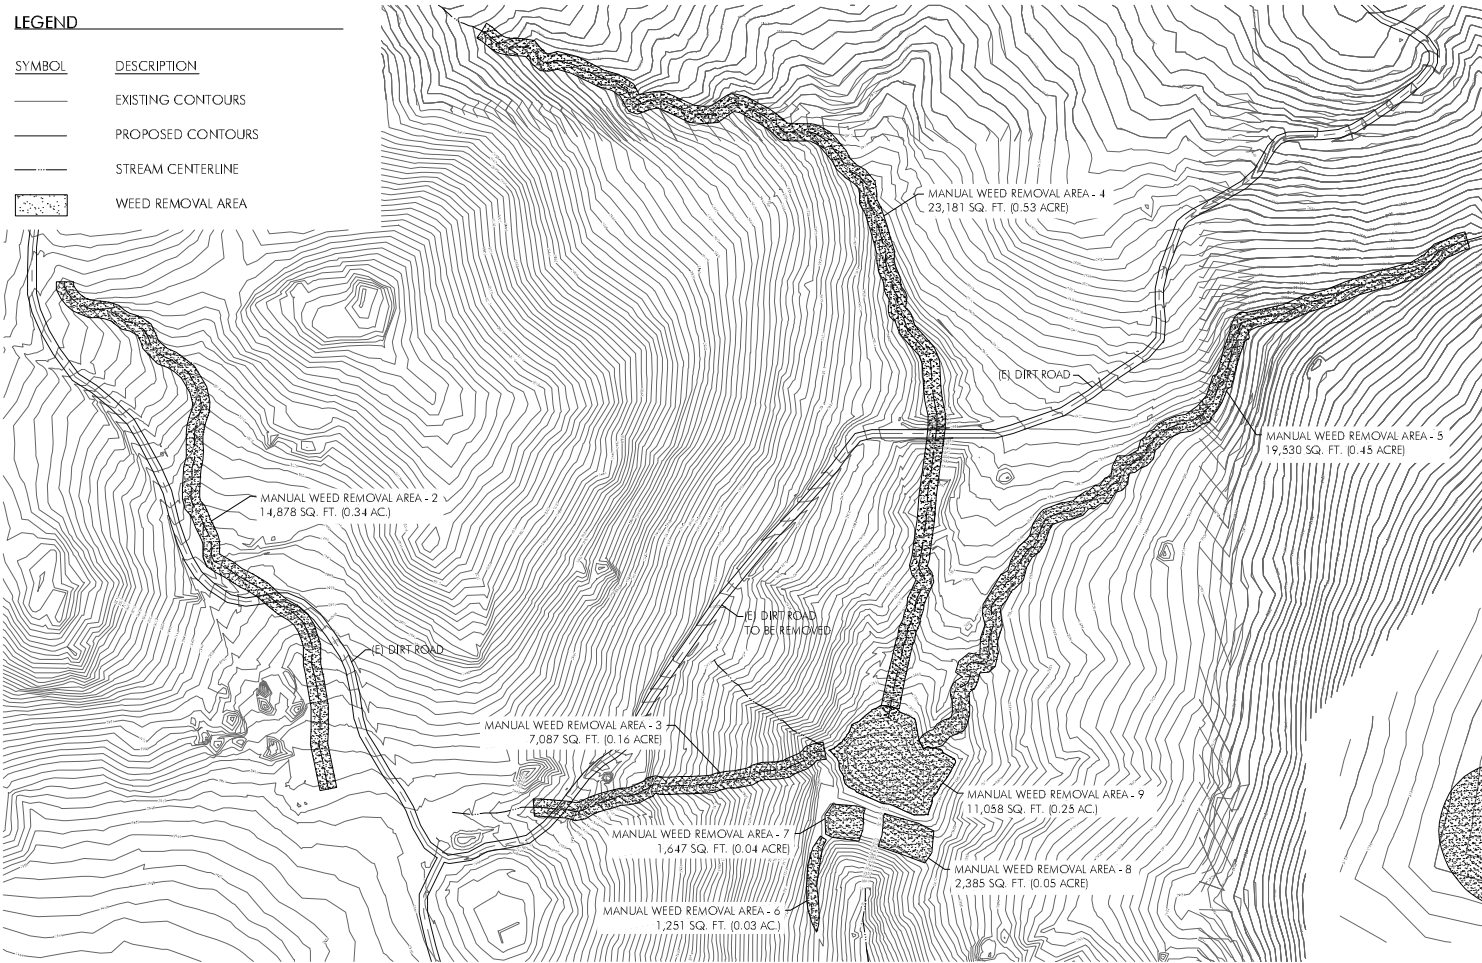 LEGEND
SYMBOL DESCRIPTION
EXISTING CONTOURS
PROPOSED CONTOURS
STREAM CENTERLINE
WEED REMOVAL AREA
MANUAL WEED REMOVAL AREA - 4
23,181 SQ. FT. (0.53 ACRE)
(E) DIRT ROAD
MANUAL WEED REMOVAL AREA - 5
19,530 SQ. FT. (0.45 ACRE)
MANUAL WEED REMOVAL AREA - 2
14,878 SQ. FT. (0.34 AC.)
(E) DIRT ROAD
TO BE REMOVED
(E) DIRT ROAD
MANUAL WEED REMOVAL AREA - 3
7,087 SQ. FT. (0.16 ACRE)
MANUAL WEED REMOVAL AREA - 9
11,058 SQ. FT. (0.25 AC.)
MANUAL WEED REMOVAL AREA - 7
1,647 SQ. FT. (0.04 ACRE)
MANUAL WEED REMOVAL AREA - 8
2,385 SQ. FT. (0.05 ACRE)
MANUAL WEED REMOVAL AREA - 6
1,251 SQ. FT. (0.03 AC.)